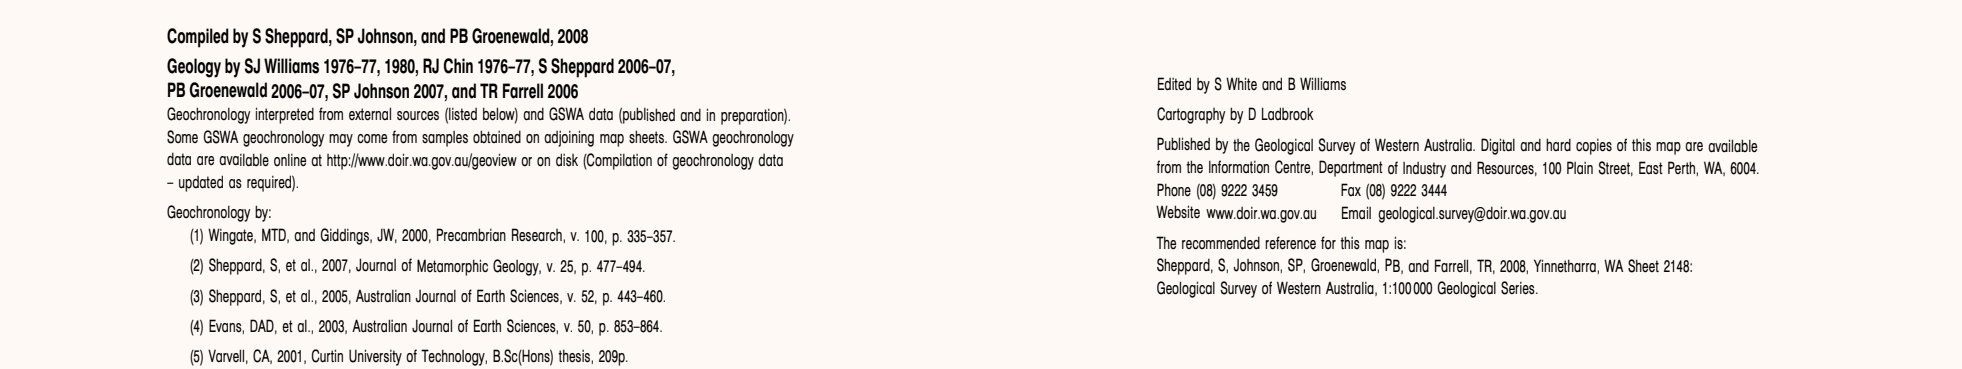 Compiled by S Sheppard, SP Johnson, and PB Groenewald, 2008
Geology by SJ Williams 1976–77, 1980, RJ Chin 1976–77, S Sheppard 2006–07,
PB Groenewald 2006–07, SP Johnson 2007, and TR Farrell 2006
Geochronology interpreted from external sources (listed below) and GSWA data (published and in preparation).
Some GSWA geochronology may come from samples obtained on adjoining map sheets. GSWA geochronology
data are available online at http://www.doir.wa.gov.au/geoview or on disk (Compilation of geochronology data
– updated as required).
Geochronology by:
(1) Wingate, MTD, and Giddings, JW, 2000, Precambrian Research, v. 100, p. 335–357.
(2) Sheppard, S, et al., 2007, Journal of Metamorphic Geology, v. 25, p. 477–494.
(3) Sheppard, S, et al., 2005, Australian Journal of Earth Sciences, v. 52, p. 443–460.
(4) Evans, DAD, et al., 2003, Australian Journal of Earth Sciences, v. 50, p. 853–864.
(5) Varvell, CA, 2001, Curtin University of Technology, B.Sc(Hons) thesis, 209p.
Edited by S White and B Williams
Cartography by D Ladbrook
Published by the Geological Survey of Western Australia. Digital and hard copies of this map are available
from the Information Centre, Department of Industry and Resources, 100 Plain Street, East Perth, WA, 6004.
Phone (08) 9222 3459 Fax (08) 9222 3444
Website www.doir.wa.gov.au Email geological.survey@doir.wa.gov.au
The recommended reference for this map is:
Sheppard, S, Johnson, SP, Groenewald, PB, and Farrell, TR, 2008, Yinnetharra, WA Sheet 2148:
Geological Survey of Western Australia, 1:100 000 Geological Series.